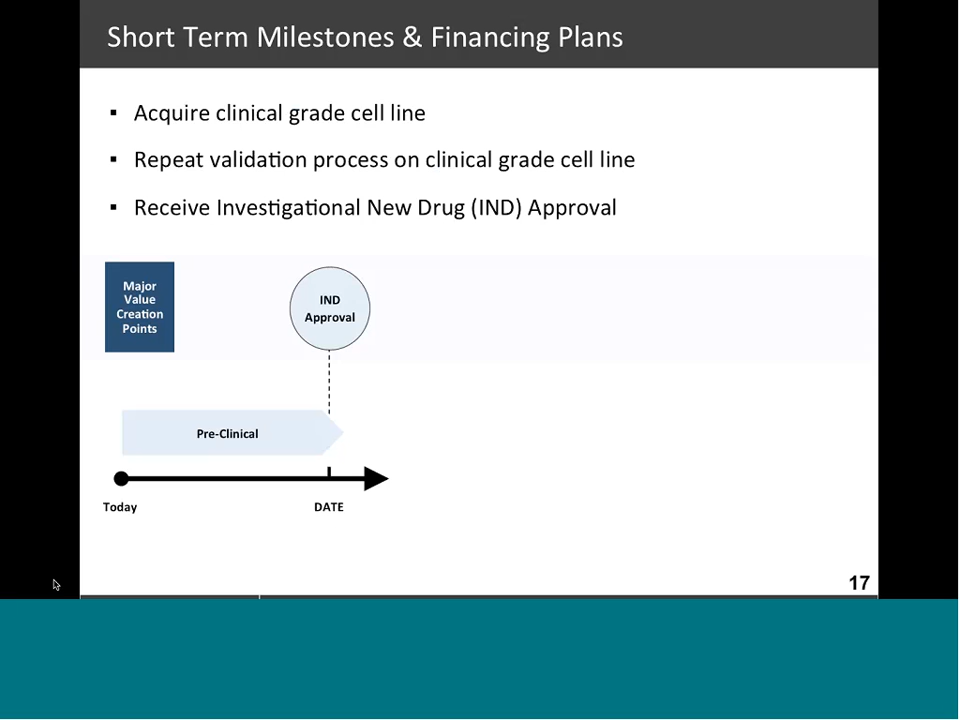 Short Term Milestones & Financing Plans
▪ Acquire clinical grade cell line
▪ Repeat validation process on clinical grade cell line
▪ Receive Investigational New Drug (IND) Approval
Major
Value
Creation
Points
IND
Approval
Pre-Clinical
Today
DATE
17